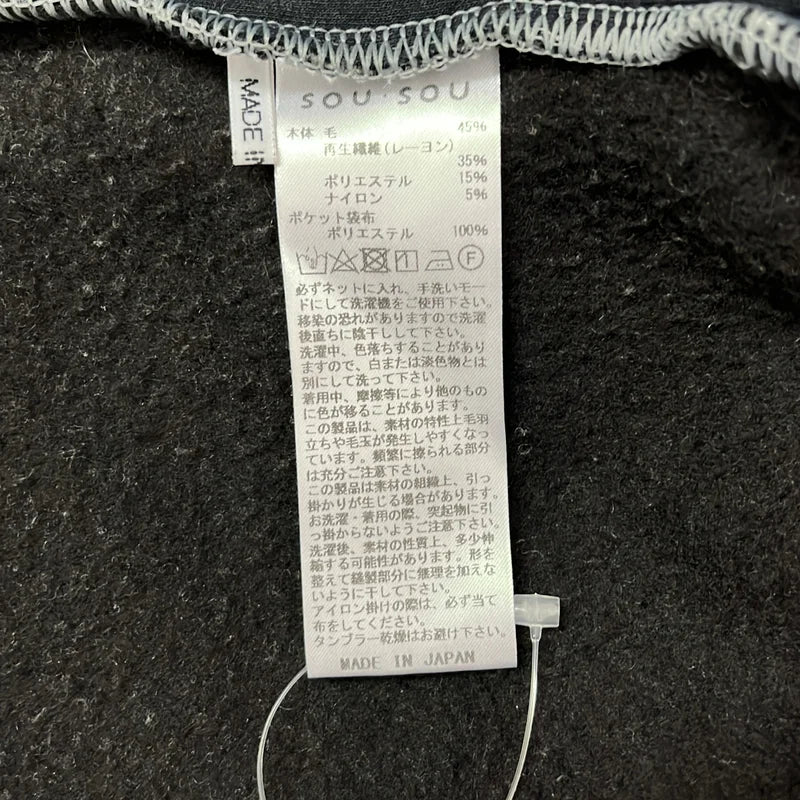 MADE IN
SOU・SOU
本体 毛 45%
再生繊維(レーヨン)
35%
ポリエステル 15%
ナイロン 5%
ポケット袋布
ポリエステル 100%
F
必ずネットに入れ、手洗いモー
ドにして洗濯機をご使用下さい。
移染の恐れがありますので洗濯
後直ちに陰干しして下さい。
洗濯中、色落ちすることがあり
ますので、白または淡色物とは
別にして洗って下さい。
着用中、摩擦等により他のもの
に色が移ることがあります。
この製品は、素材の特性上毛羽
立ちや毛玉が発生しやすくなっ
ています。頻繁に擦られる部分
は充分ご注意下さい。
この製品は素材の組織上、引っ
掛かりが生じる場合があります。
お洗濯・着用の際、突起物に引
っ掛からないようご注意下さい。
洗濯後、素材の性質上、多少伸
縮する可能性があります。形を
整えて縫製部分に無理を加えな
いように干して下さい。
アイロン掛けの際は、必ず当て
布をしてください。
タンブラー乾燥はお避け下さい。
MADE IN JAPAN